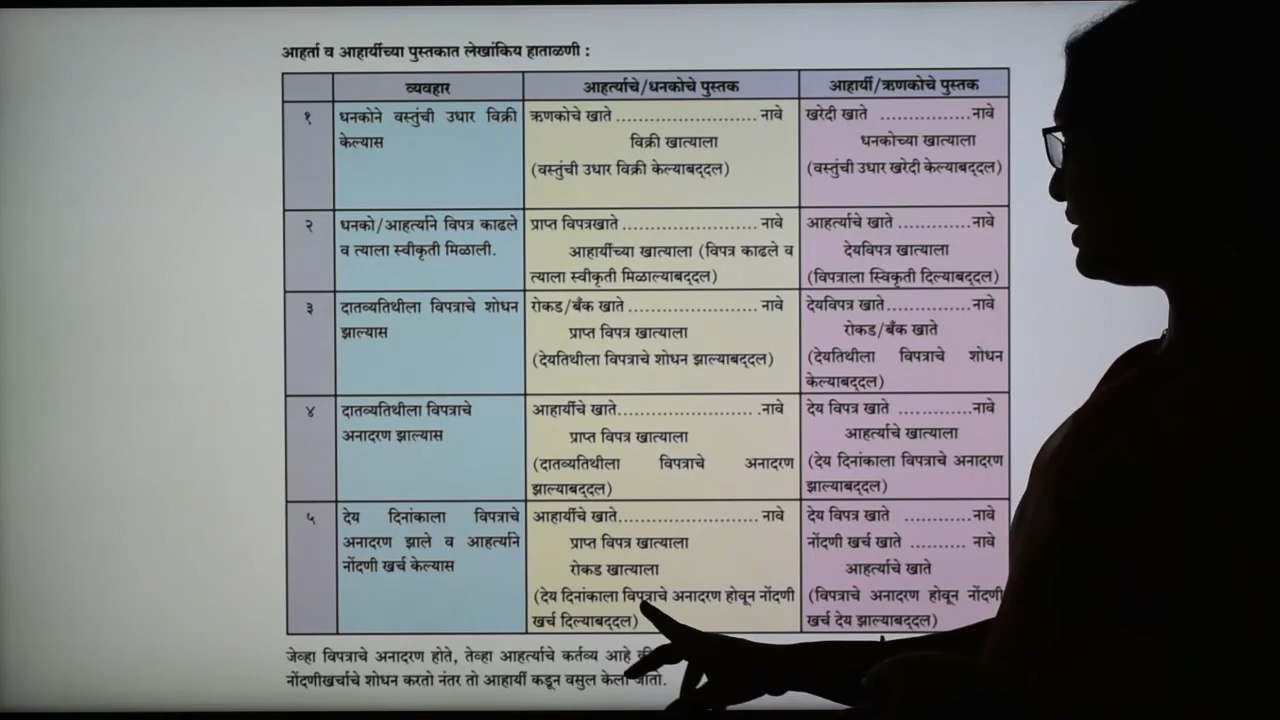 आहर्ता व आहार्यीच्या पुस्तकात लेखांकिय हाताळणी :
व्यवहार
आहर्त्याचे/धनकोचे पुस्तक
आहार्यी/ऋणकोचे पुस्तक
१
धनकोने वस्तुंची उधार विक्री
केल्यास
ऋणकोचे खाते ........................... नावे
विक्री खात्याला
(वस्तुंची उधार विक्री केल्याबद्दल)
खरेदी खाते .................नावे
धनकोच्या खात्याला
(वस्तुंची उधार खरेदी केल्याबद्दल)
२
धनको/आहर्त्याने विपत्र काढले
व त्याला स्वीकृती मिळाली.
प्राप्त विपत्रखाते .......................... नावे
आहार्यीच्या खात्याला (विपत्र काढले व
त्याला स्वीकृती मिळाल्याबद्दल)
आहर्त्याचे खाते ..............नावे
देयविपत्र खात्याला
(विपत्राला स्विकृती दिल्याबद्दल)
३
दातव्यतिथीला विपत्राचे शोधन
झाल्यास
रोकड/बँक खाते ......................... नावे
प्राप्त विपत्र खात्याला
(देयतिथीला विपत्राचे शोधन झाल्याबद्दल)
देयविपत्र खाते................नावे
रोकड/बँक खाते
(देयतिथीला विपत्राचे शोधन
केल्याबद्दल)
४
दातव्यतिथीला विपत्राचे
अनादरण झाल्यास
आहार्यीचे खाते......................... .नावे
प्राप्त विपत्र खात्याला
(दातव्यतिथीला विपत्राचे अनादरण
झाल्याबद्दल)
देय विपत्र खाते .............नावे
आहर्त्याचे खात्याला
(देय दिनांकाला विपत्राचे अनादरण
झाल्याबद्दल)
५
देय दिनांकाला विपत्राचे
अनादरण झाले व आहर्त्याने
नोंदणी खर्च केल्यास
आहार्यीचे खाते.......................... नावे
प्राप्त विपत्र खात्याला
रोकड खात्याला
(देय दिनांकाला विपत्राचे अनादरण होवून नोंदणी
खर्च दिल्याबद्दल)
देय विपत्र खाते ............नावे
नोंदणी खर्च खाते .......... नावे
आहर्त्याचे खाते
(विपत्राचे अनादरण होवून नोंदणी
खर्च देय झाल्याबद्दल)
जेव्हा विपत्राचे अनादरण होते, तेव्हा आहर्त्याचे कर्तव्य आहे
नोंदणीखर्चाचे शोधन करतो नंतर तो आहार्यी कडून वसुल केला जातो.